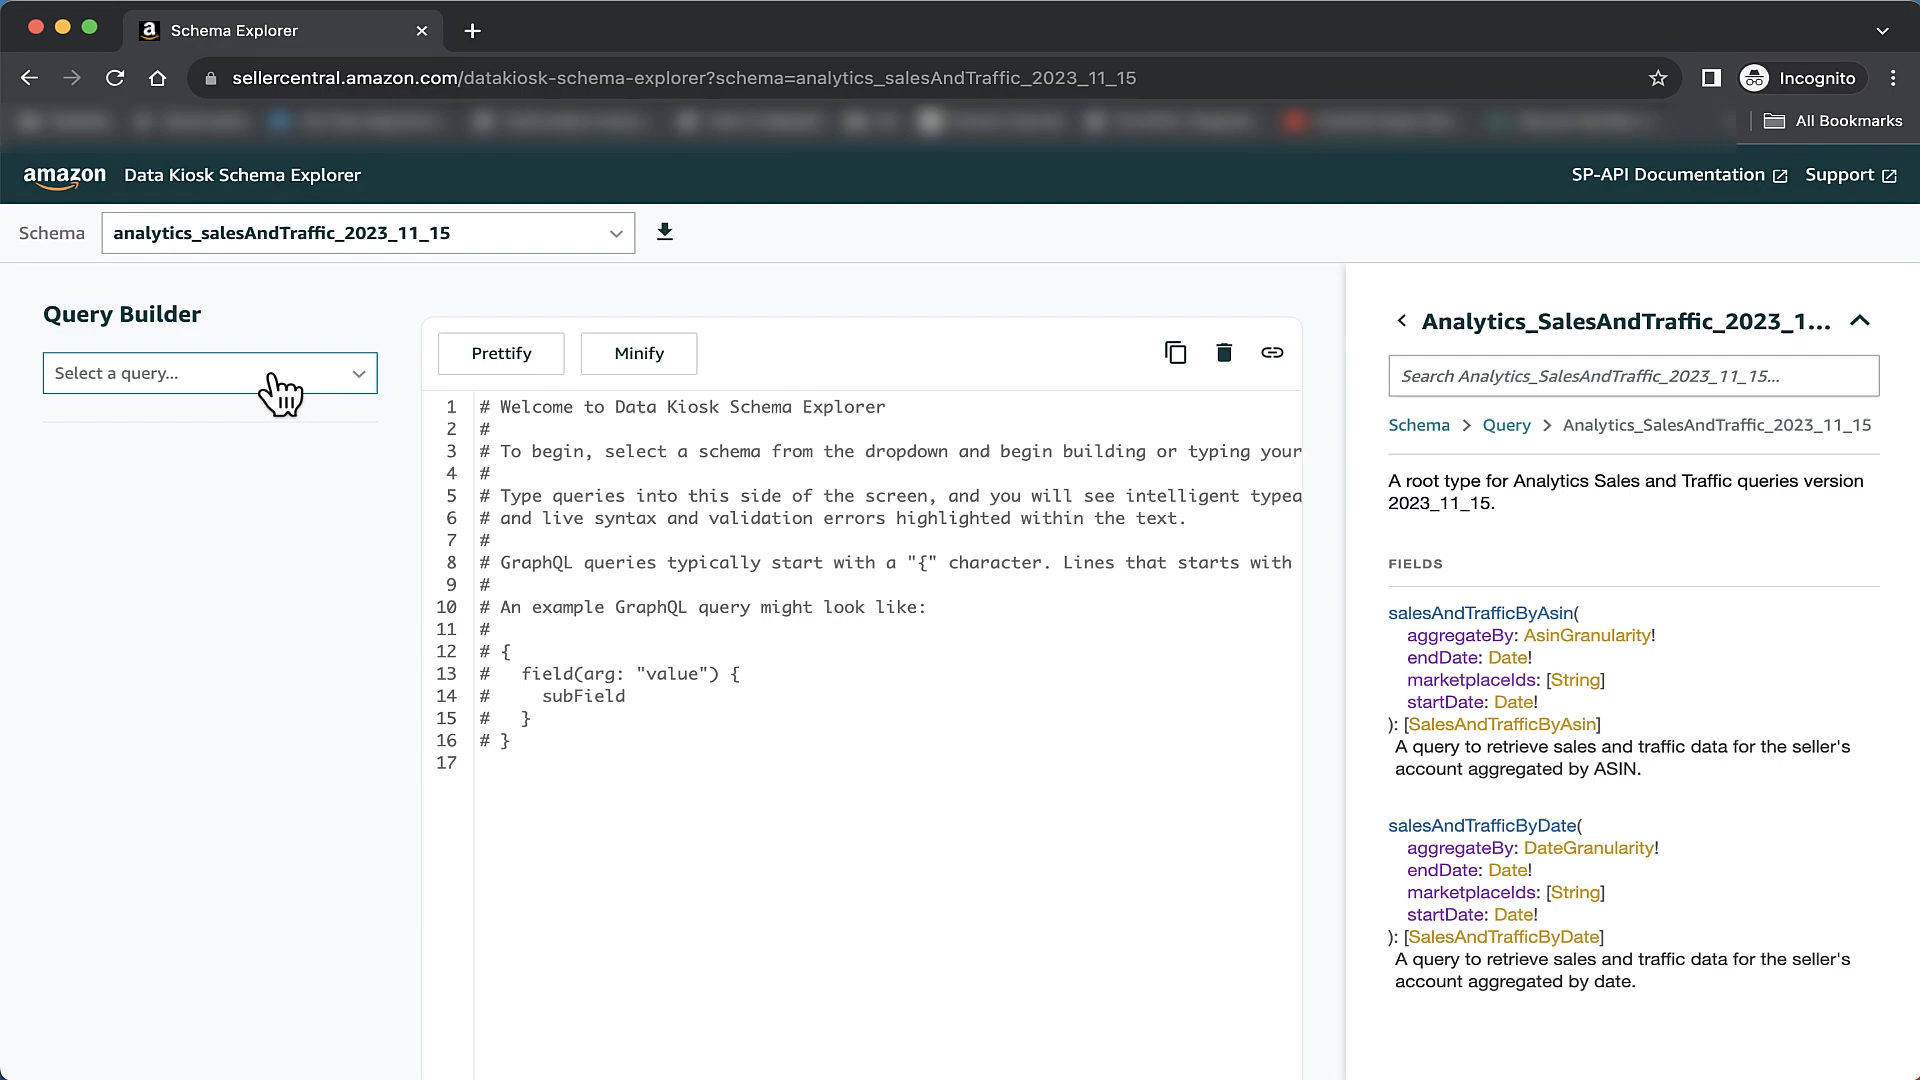 Schema Explorer
sellercentral.amazon.com/datakiosk-schema-explorer?schema=analytics_salesAndTraffic_2023_11_15
Incognito
All Bookmarks
amazon
Data Kiosk Schema Explorer
SP-API Documentation
Support
Schema
analytics_salesAndTraffic_2023_11_15
Query Builder
Select a query...
Prettify
Minify
1 # Welcome to Data Kiosk Schema Explorer
2 #
3 # To begin, select a schema from the dropdown and begin building or typing your
4 #
5 # Type queries into this side of the screen, and you will see intelligent typea
6 # and live syntax and validation errors highlighted within the text.
7 #
8 # GraphQL queries typically start with a "{" character. Lines that starts with
9 #
10 # An example GraphQL query might look like:
11 #
12 # {
13 #   field(arg: "value") {
14 #     subField
15 #   }
16 # }
17
Analytics_SalesAndTraffic_2023_1...
Search Analytics_SalesAndTraffic_2023_11_15...
Schema > Query > Analytics_SalesAndTraffic_2023_11_15
A root type for Analytics Sales and Traffic queries version
2023_11_15.
FIELDS
salesAndTrafficByAsin(
aggregateBy: AsinGranularity!
endDate: Date!
marketplaceIds: [String]
startDate: Date!
): [SalesAndTrafficByAsin]
A query to retrieve sales and traffic data for the seller's
account aggregated by ASIN.
salesAndTrafficByDate(
aggregateBy: DateGranularity!
endDate: Date!
marketplaceIds: [String]
startDate: Date!
): [SalesAndTrafficByDate]
A query to retrieve sales and traffic data for the seller's
account aggregated by date.